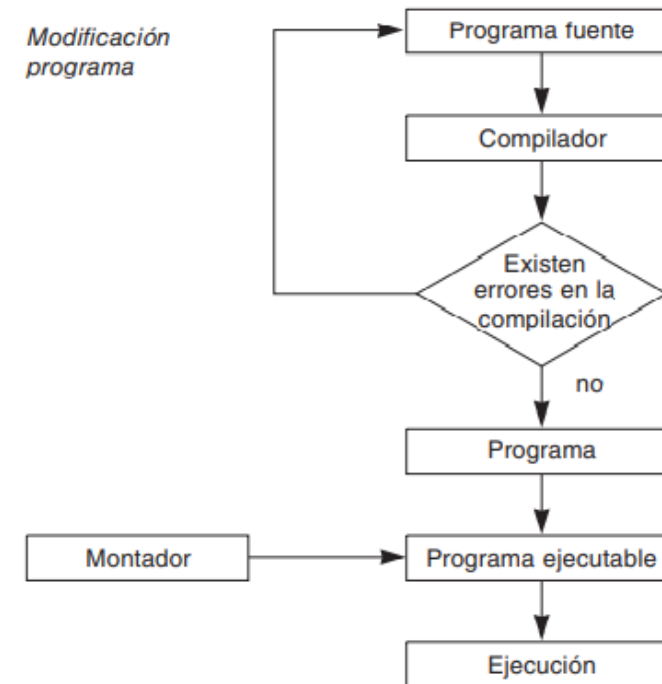 Modificación
programa
Programa fuente
Compilador
Existen
errores en la
compilación
no
Programa
Montador
Programa ejecutable
Ejecución